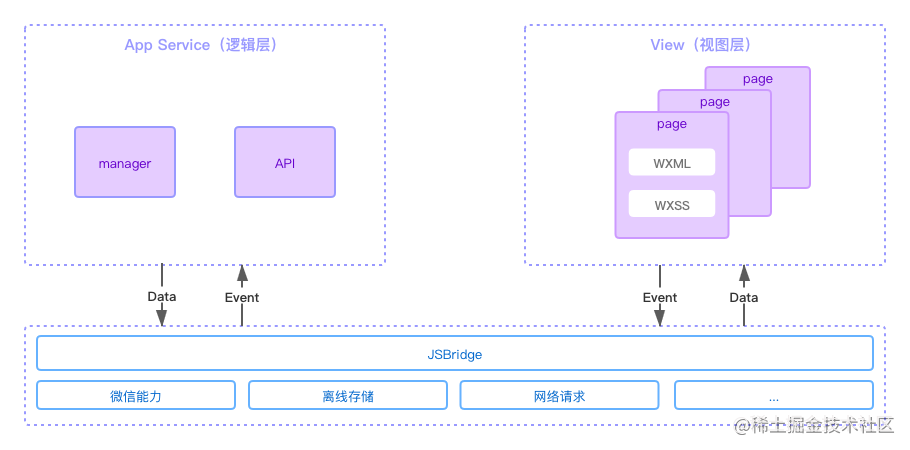 App Service（逻辑层）
manager
API
View（视图层）
page
page
page
WXML
WXSS
Data
Event
Event
Data
JSBridge
微信能力
离线存储
网络请求
...
@稀土掘金技术社区